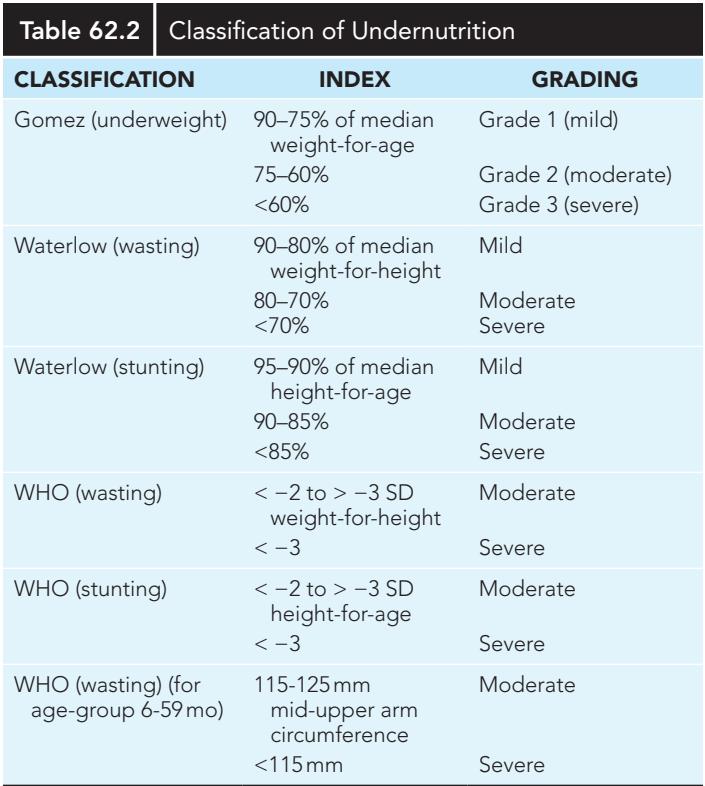 Table 62.2 Classification of Undernutrition
CLASSIFICATION INDEX GRADING
Gomez (underweight) 90–75% of median Grade 1 (mild)
weight-for-age
75–60% Grade 2 (moderate)
<60% Grade 3 (severe)
Waterlow (wasting) 90–80% of median Mild
weight-for-height
80–70% Moderate
<70% Severe
Waterlow (stunting) 95–90% of median Mild
height-for-age
90–85% Moderate
<85% Severe
WHO (wasting) < −2 to > −3 SD Moderate
weight-for-height
< −3 Severe
WHO (stunting) < −2 to > −3 SD Moderate
height-for-age
< −3 Severe
WHO (wasting) (for 115-125 mm Moderate
age-group 6-59 mo) mid-upper arm
circumference
<115 mm Severe